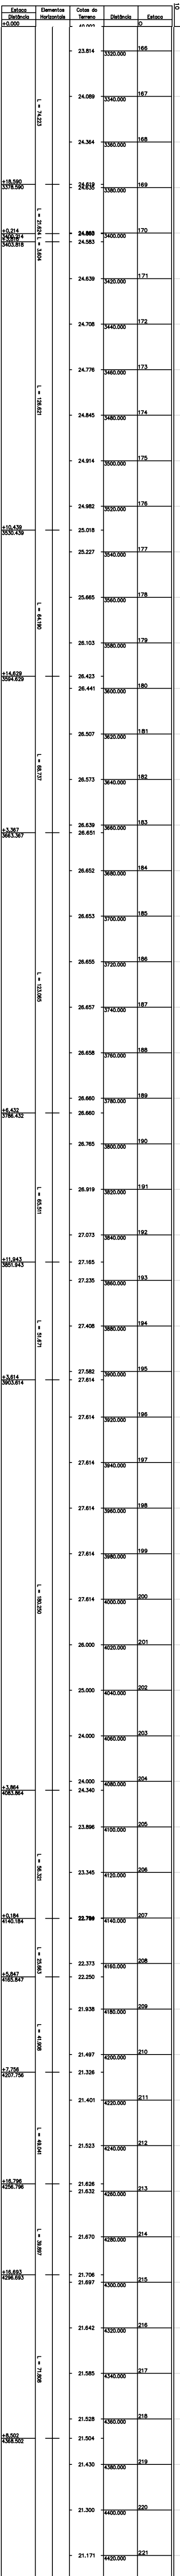 10
Estaca Elementos Cotas do
Distância Horizontais Terreno Distância Estaca
+0,000 0
23.814 3320.000 166
L = 74.223
24.089 3340.000 167
24.364 3360.000 168
+18,590
3378.590 24.635 3380.000 169
L = 21.624
+0,214
3400.214 3400.000 170
3403.818 24.583
L = 3.604
24.639 3420.000 171
24.708 3440.000 172
24.776 3460.000 173
L = 126.621
24.845 3480.000 174
24.914 3500.000 175
24.982 3520.000 176
+10,439
3530.439 25.018
25.227 3540.000 177
25.665 3560.000 178
L = 64.190
26.103 3580.000 179
+14,629
3594.629 26.423
26.441 3600.000 180
26.507 3620.000 181
L = 68.737
26.573 3640.000 182
26.639 3660.000 183
+3,367
3663.367 26.651
26.652 3680.000 184
26.653 3700.000 185
26.655 3720.000 186
L = 123.065
26.657 3740.000 187
26.658 3760.000 188
26.660 3780.000 189
+6,432
3786.432 26.660
26.765 3800.000 190
L = 65.511
26.919 3820.000 191
27.073 3840.000 192
+11,943
3851.943 27.165
27.235 3860.000 193
L = 51.671
27.408 3880.000 194
27.582 3900.000 195
+3,614
3903.614 27.614
27.614 3920.000 196
27.614 3940.000 197
27.614 3960.000 198
27.614 3980.000 199
L = 180.250
27.614 4000.000 200
26.000 4020.000 201
25.000 4040.000 202
24.000 4060.000 203
24.000 4080.000 204
+3,864
4083.864 24.340
23.896 4100.000 205
L = 56.321
23.345 4120.000 206
+0,184
4140.184 4140.000 207
L = 25.663
22.373 4160.000 208
+5,847
4165.847 22.250
21.938 4180.000 209
L = 41.908
21.497 4200.000 210
+7,756
4207.756 21.326
21.401 4220.000 211
L = 49.041
21.523 4240.000 212
+16,796
4256.796 21.626
21.632 4260.000 213
L = 39.897
21.670 4280.000 214
+16,693
4296.693 21.706
21.697 4300.000 215
21.642 4320.000 216
L = 71.808
21.585 4340.000 217
21.528 4360.000 218
+8,502
4368.502 21.504
21.430 4380.000 219
21.300 4400.000 220
21.171 4420.000 221